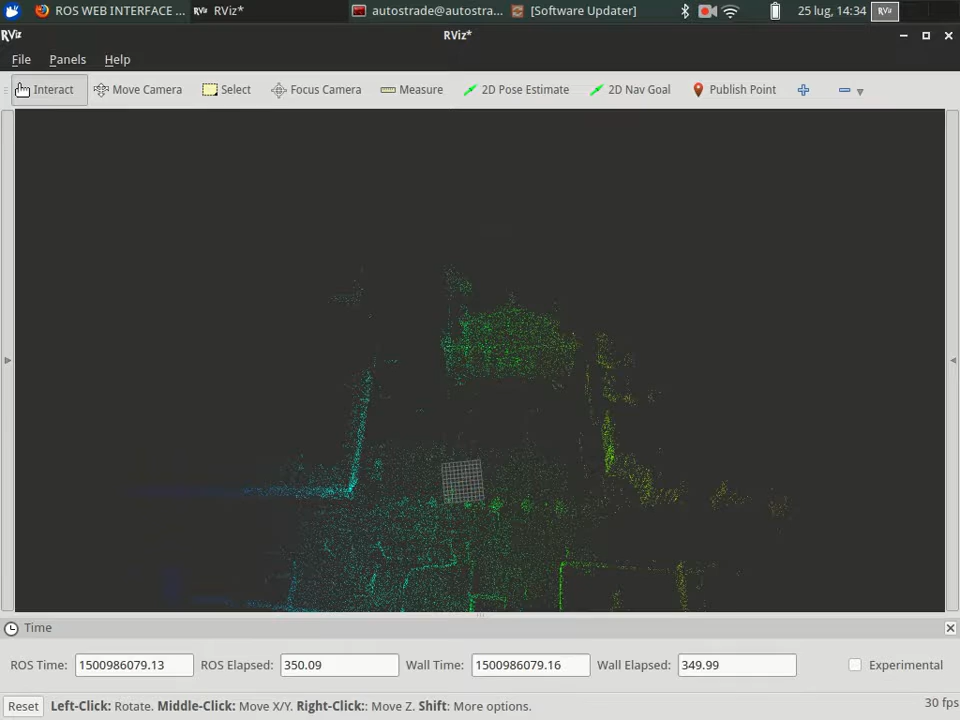 ROS WEB INTERFACE ... RViz* autostrade@autostra... [Software Updater] 25 lug, 14:34 RViz
RViz RViz*
File Panels Help
Interact Move Camera Select Focus Camera Measure 2D Pose Estimate 2D Nav Goal Publish Point
Time
ROS Time: 1500986079.13 ROS Elapsed: 350.09 Wall Time: 1500986079.16 Wall Elapsed: 349.99 Experimental
Reset Left-Click: Rotate. Middle-Click: Move X/Y. Right-Click:: Move Z. Shift: More options. 30 fps